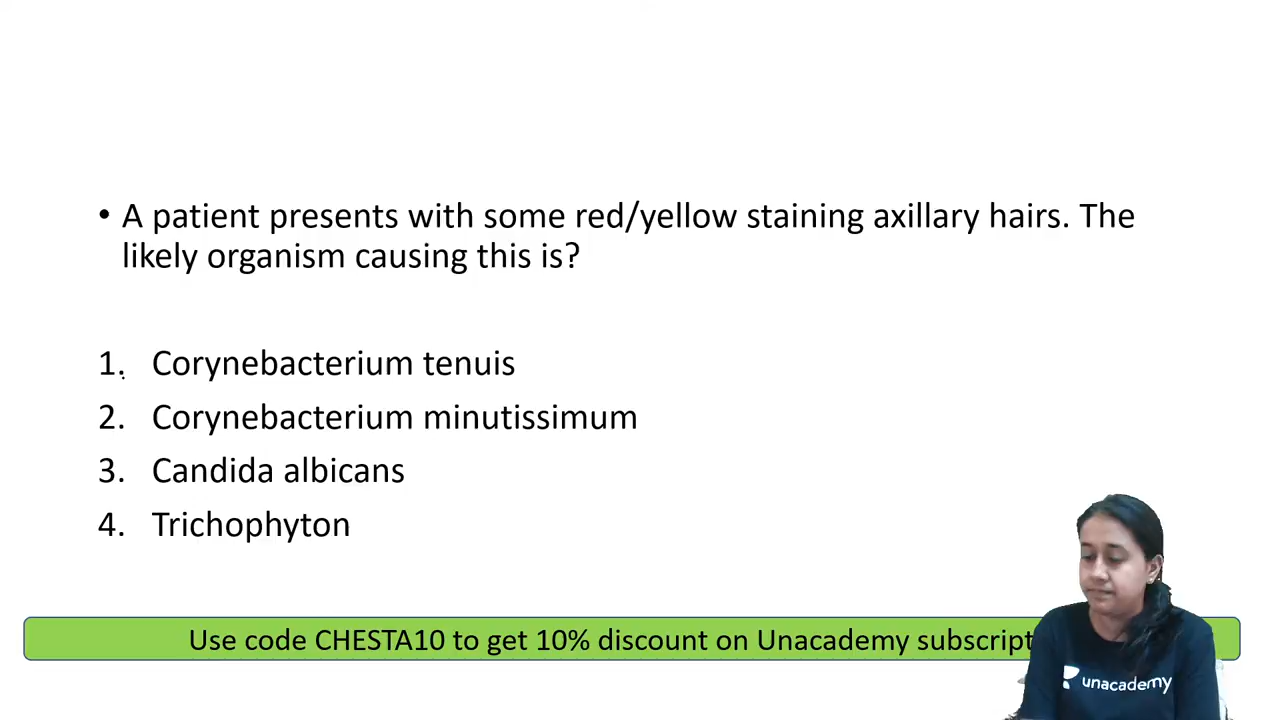 • A patient presents with some red/yellow staining axillary hairs. The
likely organism causing this is?
1. Corynebacterium tenuis
2. Corynebacterium minutissimum
3. Candida albicans
4. Trichophyton
Use code CHESTA10 to get 10% discount on Unacademy subscript
unacademy